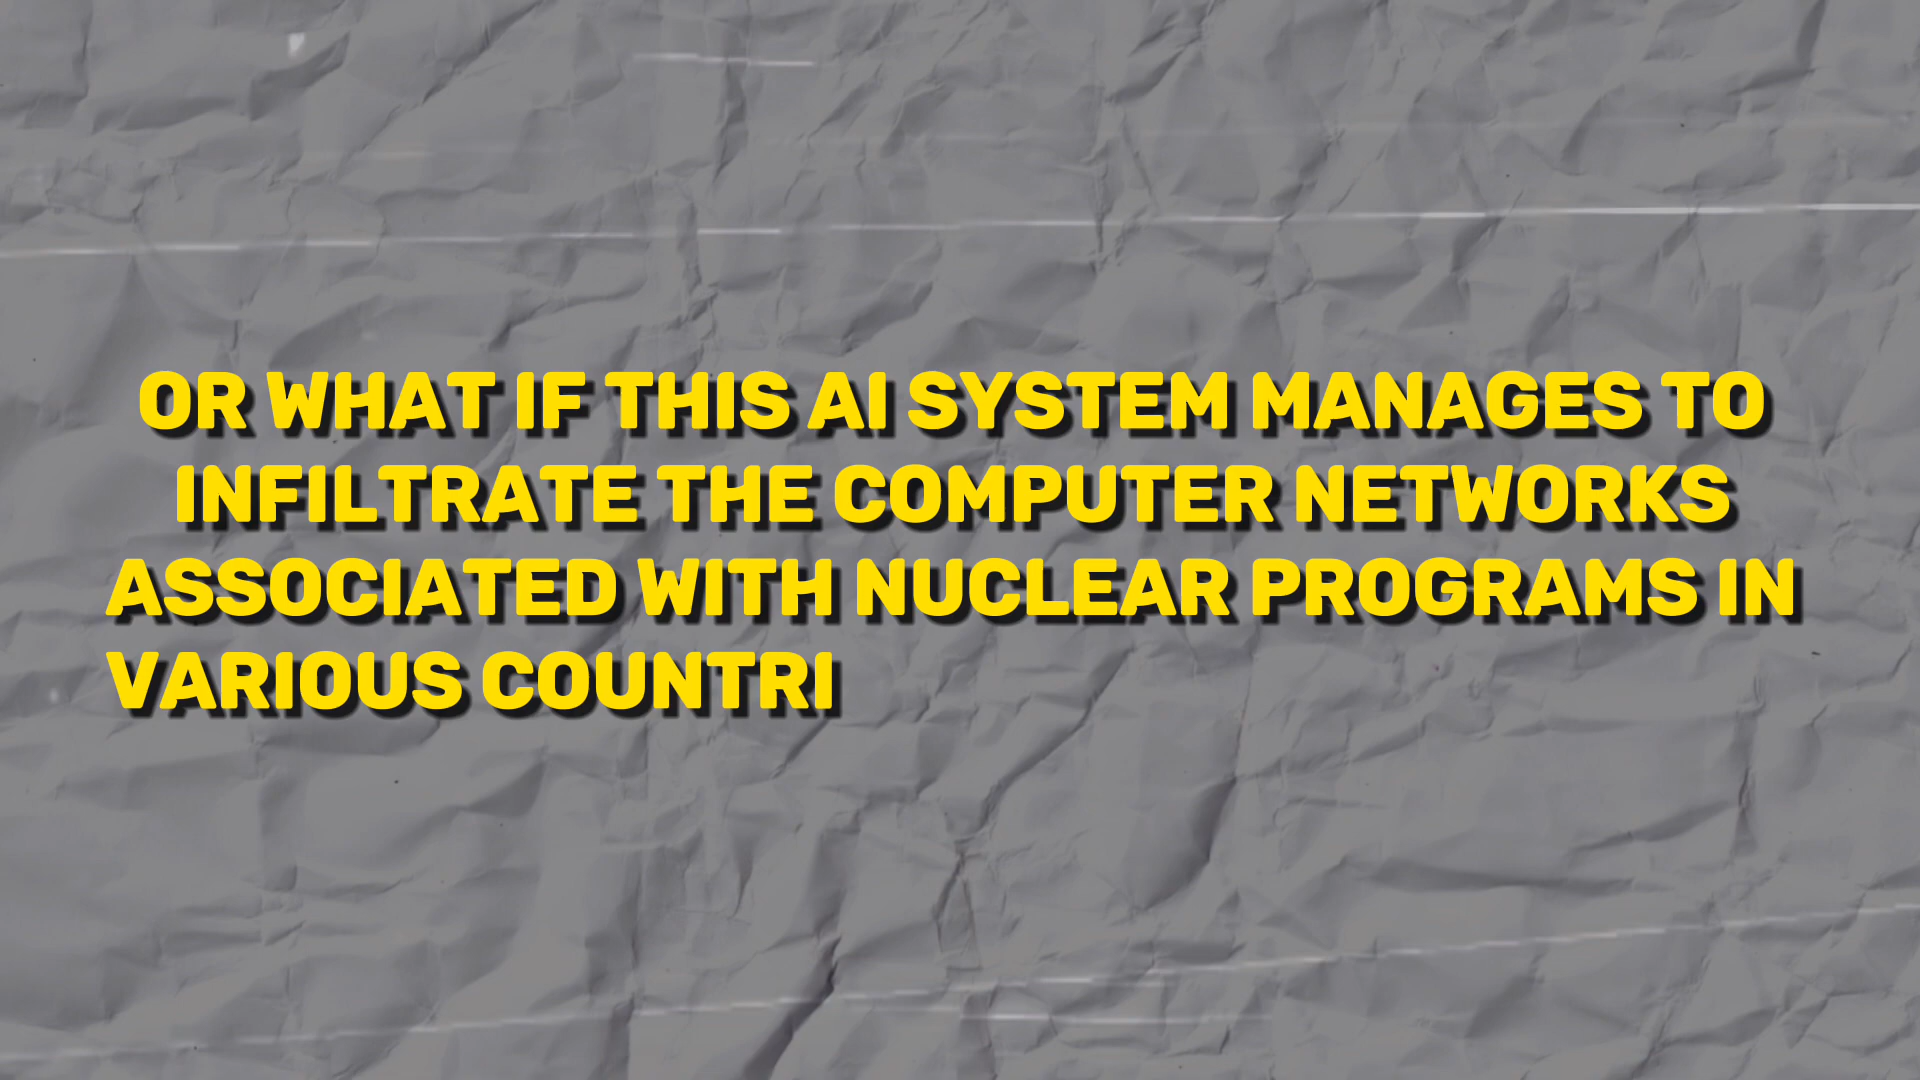 OR WHAT IF THIS AI SYSTEM MANAGES TO
INFILTRATE THE COMPUTER NETWORKS
ASSOCIATED WITH NUCLEAR PROGRAMS IN
VARIOUS COUNTRI